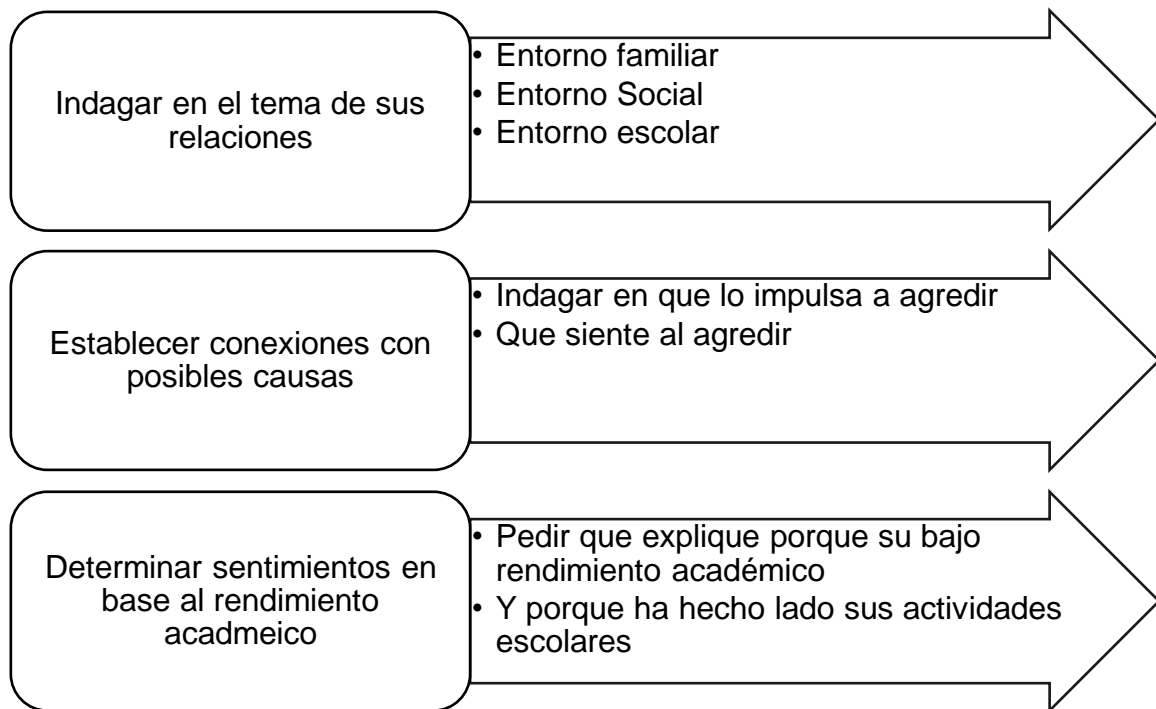 Indagar en el tema de sus
relaciones
• Entorno familiar
• Entorno Social
• Entorno escolar
Establecer conexiones con
posibles causas
• Indagar en que lo impulsa a agredir
• Que siente al agredir
Determinar sentimientos en
base al rendimiento
acadmeico
• Pedir que explique porque su bajo
rendimiento académico
• Y porque ha hecho lado sus actividades
escolares